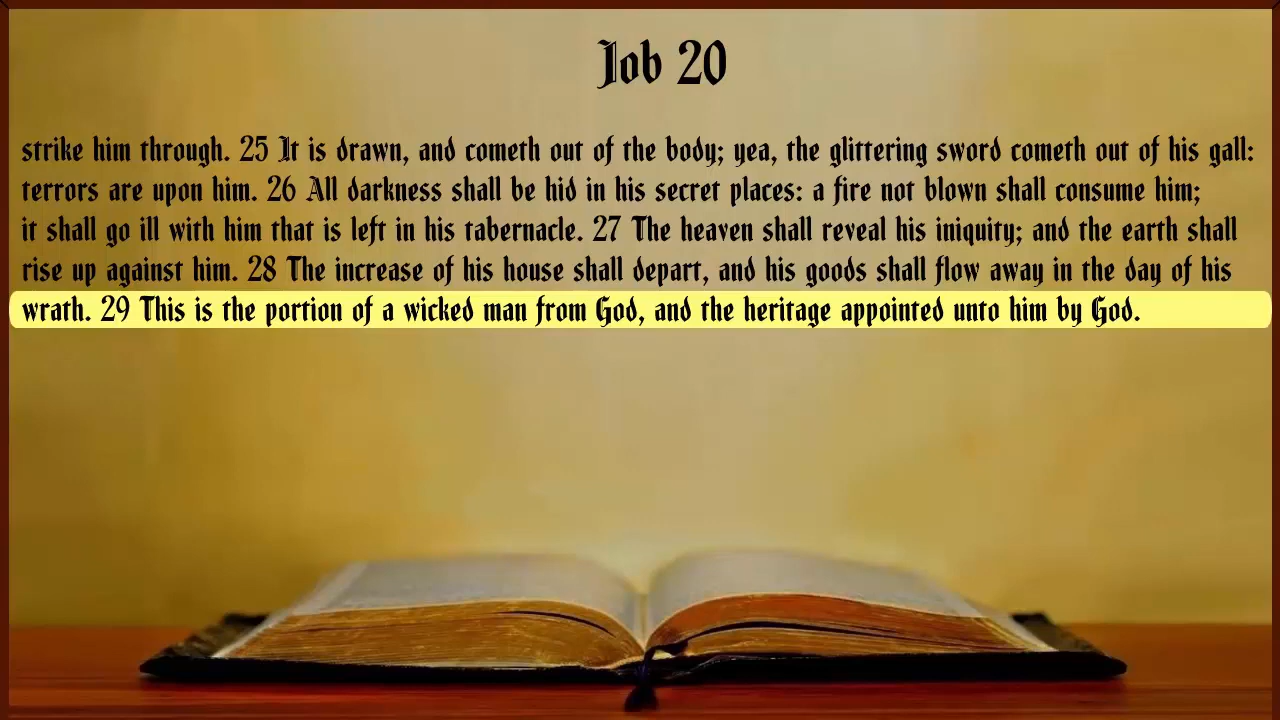 Job 20
strike him through. 25 It is drawn, and cometh out of the body; yea, the glittering sword cometh out of his gall:
terrors are upon him. 26 All darkness shall be hid in his secret places: a fire not blown shall consume him;
it shall go ill with him that is left in his tabernacle. 27 The heaven shall reveal his iniquity; and the earth shall
rise up against him. 28 The increase of his house shall depart, and his goods shall flow away in the day of his
wrath. 29 This is the portion of a wicked man from God, and the heritage appointed unto him by God.